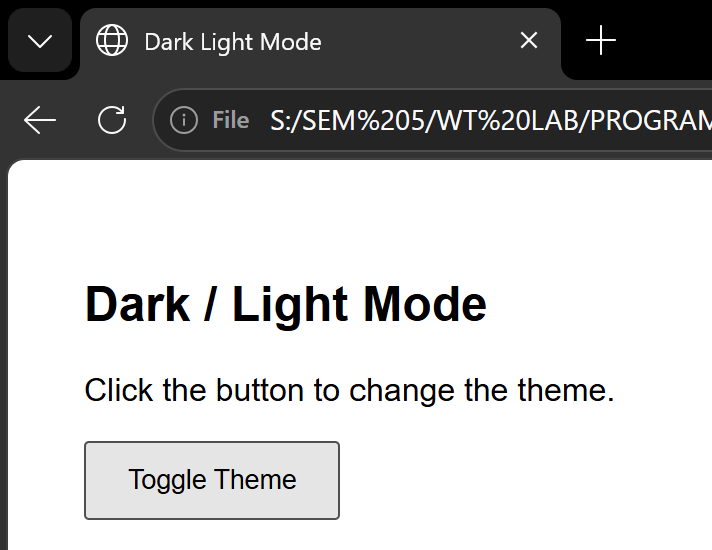 Dark Light Mode
File S:/SEM%205/WT%20LAB/PROGRAM
Dark / Light Mode
Click the button to change the theme.
Toggle Theme